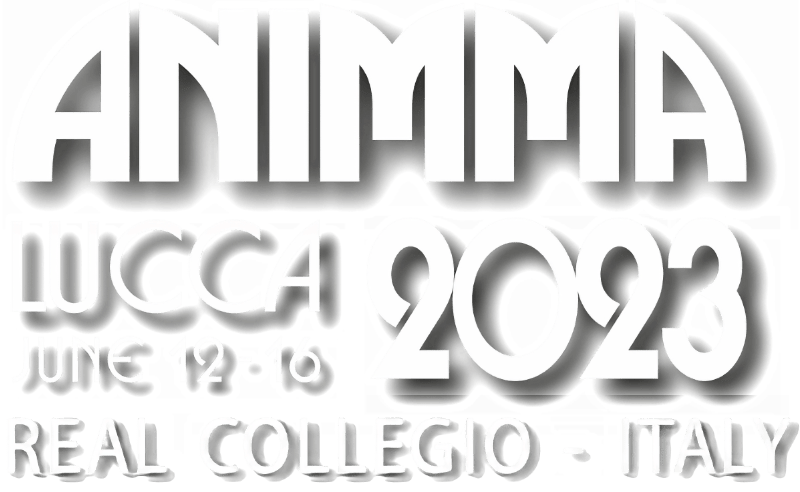 ANIMMA
LUCCA 2023
JUNE 12-16
REAL COLLEGIO - ITALY